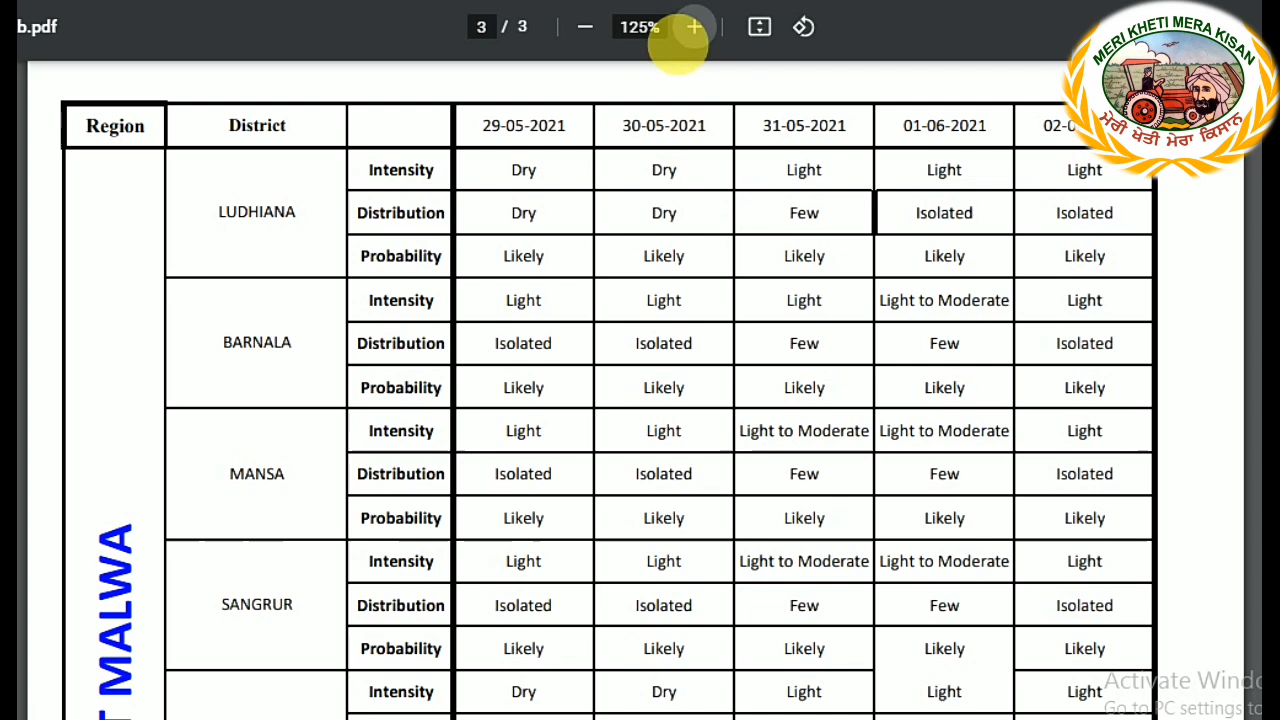 b.pdf
3 / 3
125%
MERI KHETI MERA KISAN
ਮੇਰੀ ਖੇਤੀ ਮੇਰਾ ਕਿਸਾਨ
Region District 29-05-2021 30-05-2021 31-05-2021 01-06-2021
Intensity Dry Dry Light Light Light
LUDHIANA Distribution Dry Dry Few Isolated Isolated
Probability Likely Likely Likely Likely Likely
Intensity Light Light Light Light to Moderate Light
BARNALA Distribution Isolated Isolated Few Few Isolated
Probability Likely Likely Likely Likely Likely
Intensity Light Light Light to Moderate Light to Moderate Light
MANSA Distribution Isolated Isolated Few Few Isolated
Probability Likely Likely Likely Likely Likely
Intensity Light Light Light to Moderate Light to Moderate Light
SANGRUR Distribution Isolated Isolated Few Few Isolated
Probability Likely Likely Likely Likely Likely
Intensity Dry Dry Light Light Light
T MALWA
Activate Windo
Go to PC settings to